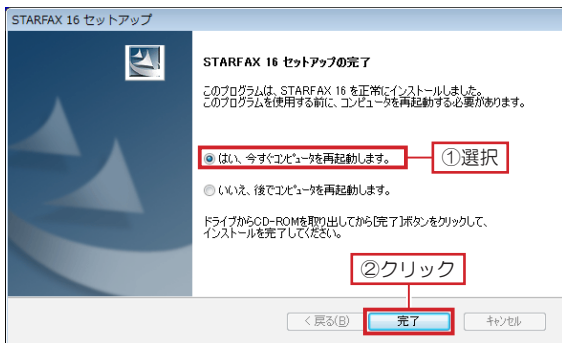 STARFAX 16 セットアップ
STARFAX 16 セットアップの完了
このプログラムは、STARFAX 16 を正常にインストールしました。
このプログラムを使用する前に、コンピュータを再起動する必要があります。
はい、今すぐコンピュータを再起動します。
①選択
いいえ、後でコンピュータを再起動します。
ドライブからCD-ROMを取り出してから[完了]ボタンをクリックして、
インストールを完了してください。
②クリック
< 戻る(B)
完了
キャンセル